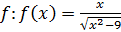 f: f(x) = x / √(x² − 9)